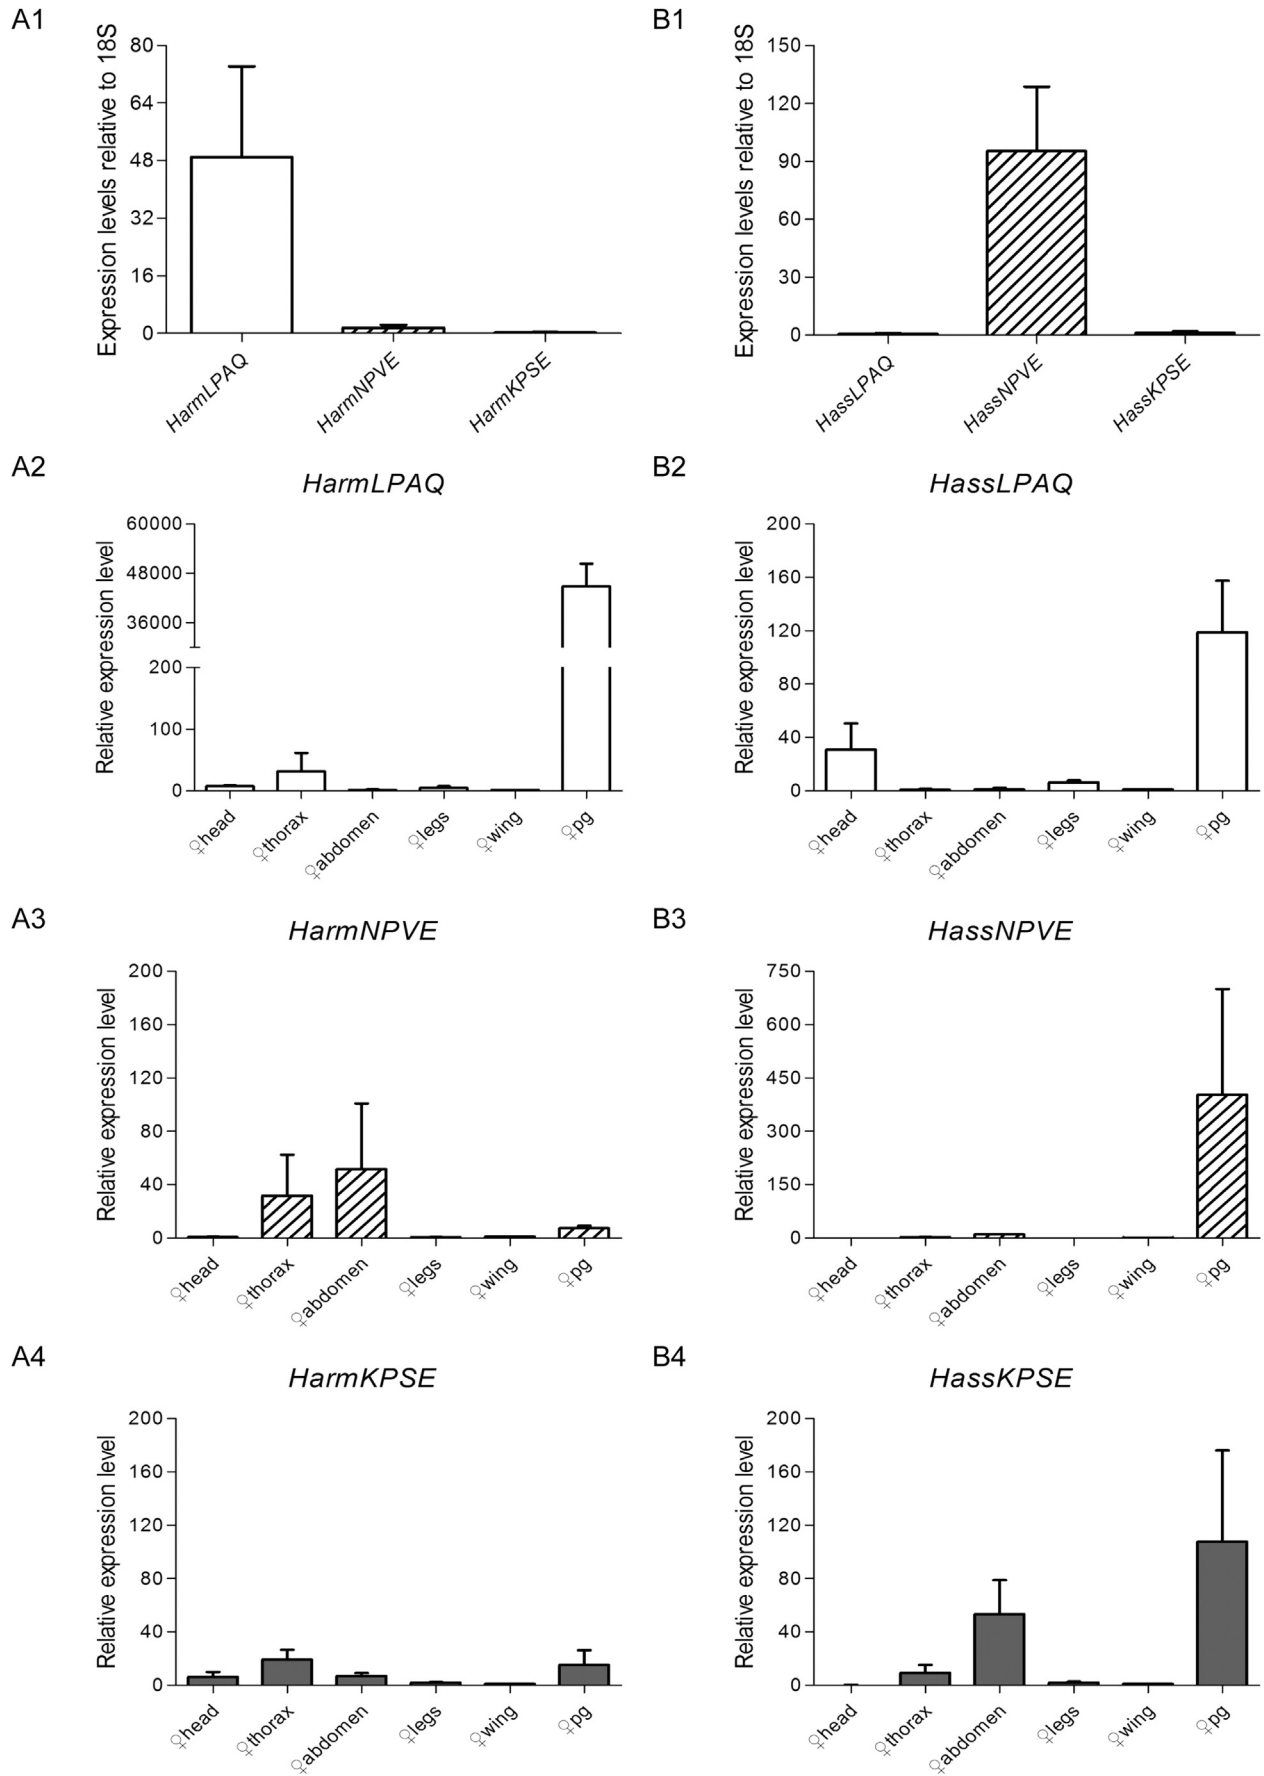 A1
Expression levels relative to 18S
80
64
48
32
16
0
HarmLPAQ
HarmNPVE
HarmKPSE
B1
Expression levels relative to 18S
150
120
90
60
30
0
HassLPAQ
HassNPVE
HassKPSE
A2
HarmLPAQ
Relative expression level
60000
48000
36000
200
100
0
♀head
♀thorax
♀abdomen
♀legs
♀wing
♀pg
B2
HassLPAQ
Relative expression level
200
160
120
80
40
0
♀head
♀thorax
♀abdomen
♀legs
♀wing
♀pg
A3
HarmNPVE
Relative expression level
200
160
120
80
40
0
♀head
♀thorax
♀abdomen
♀legs
♀wing
♀pg
B3
HassNPVE
Relative expression level
750
600
450
300
150
0
♀head
♀thorax
♀abdomen
♀legs
♀wing
♀pg
A4
HarmKPSE
Relative expression level
200
160
120
80
40
0
♀head
♀thorax
♀abdomen
♀legs
♀wing
♀pg
B4
HassKPSE
Relative expression level
200
160
120
80
40
0
♀head
♀thorax
♀abdomen
♀legs
♀wing
♀pg